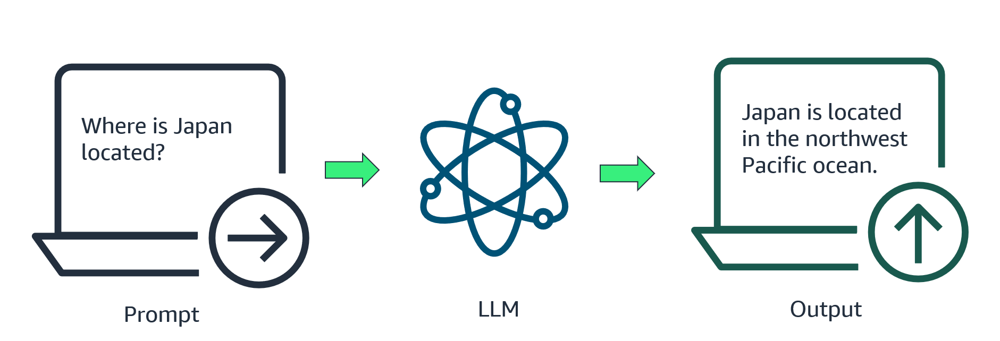 Where is Japan
located?
Prompt
LLM
Japan is located
in the northwest
Pacific ocean.
Output